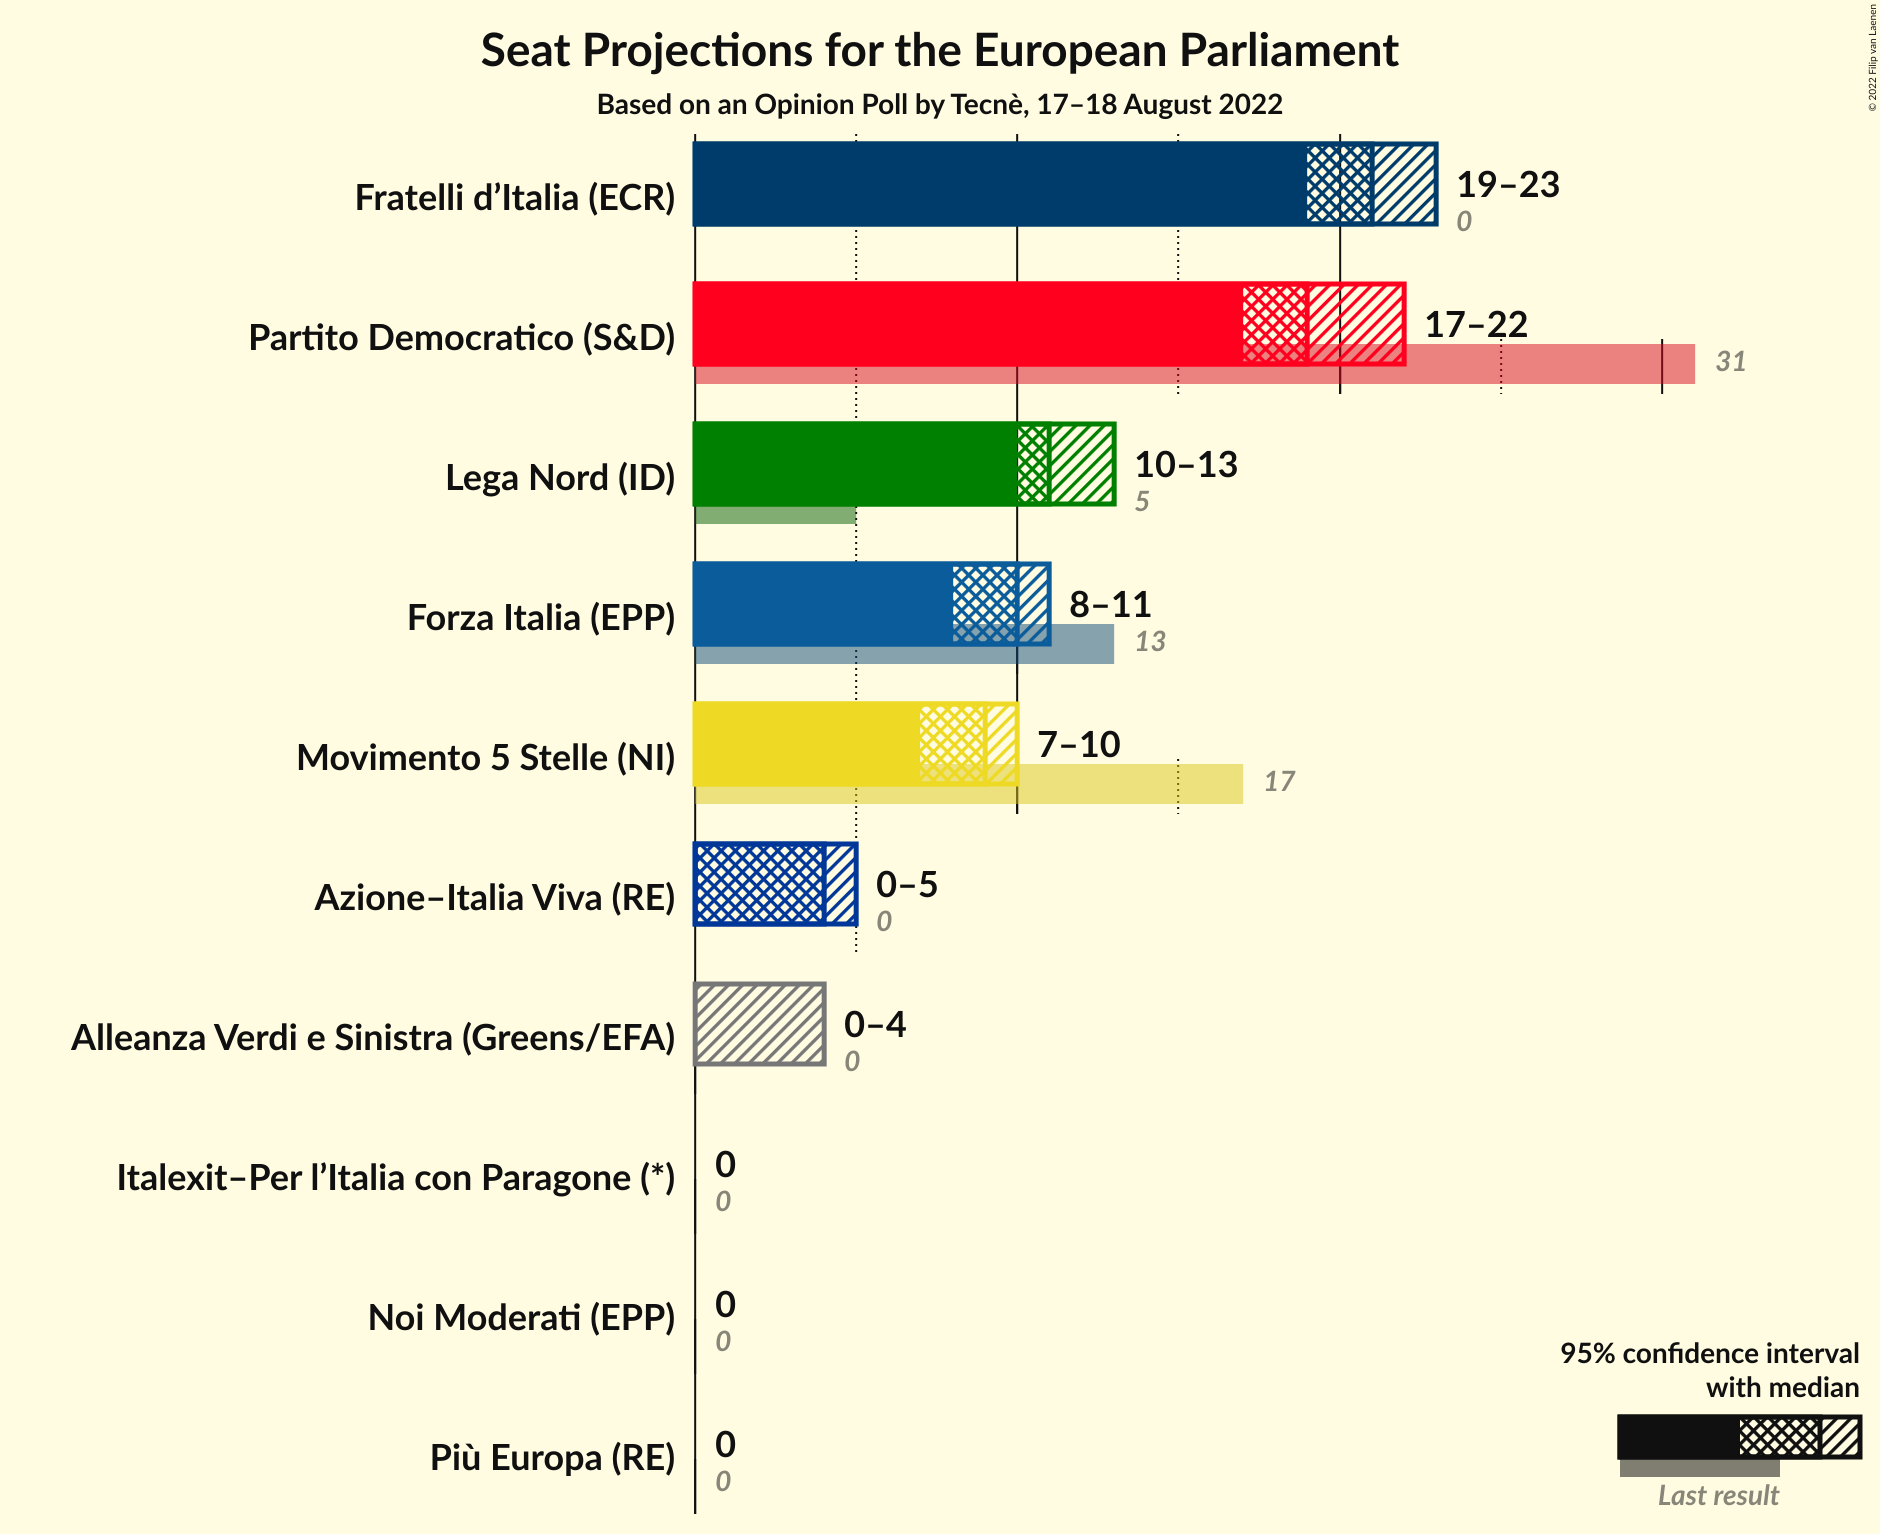 Seat Projections for the European Parliament
Based on an Opinion Poll by Tecnè, 17–18 August 2022
© 2022 Filip van Laenen
Fratelli d’Italia (ECR)
19–23
0
Partito Democratico (S&D)
17–22
31
Lega Nord (ID)
10–13
5
Forza Italia (EPP)
8–11
13
Movimento 5 Stelle (NI)
7–10
17
Azione–Italia Viva (RE)
0–5
0
Alleanza Verdi e Sinistra (Greens/EFA)
0–4
0
Italexit–Per l’Italia con Paragone (*)
0
0
Noi Moderati (EPP)
0
0
Più Europa (RE)
0
0
95% confidence interval
with median
Last result